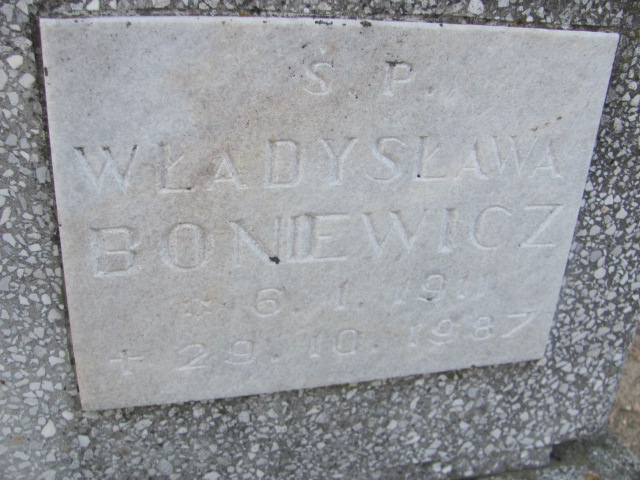 Ś. P.
WŁADYSŁAWA
BONIEWICZ
* 6. 1. 1911
+ 29. 10. 1987